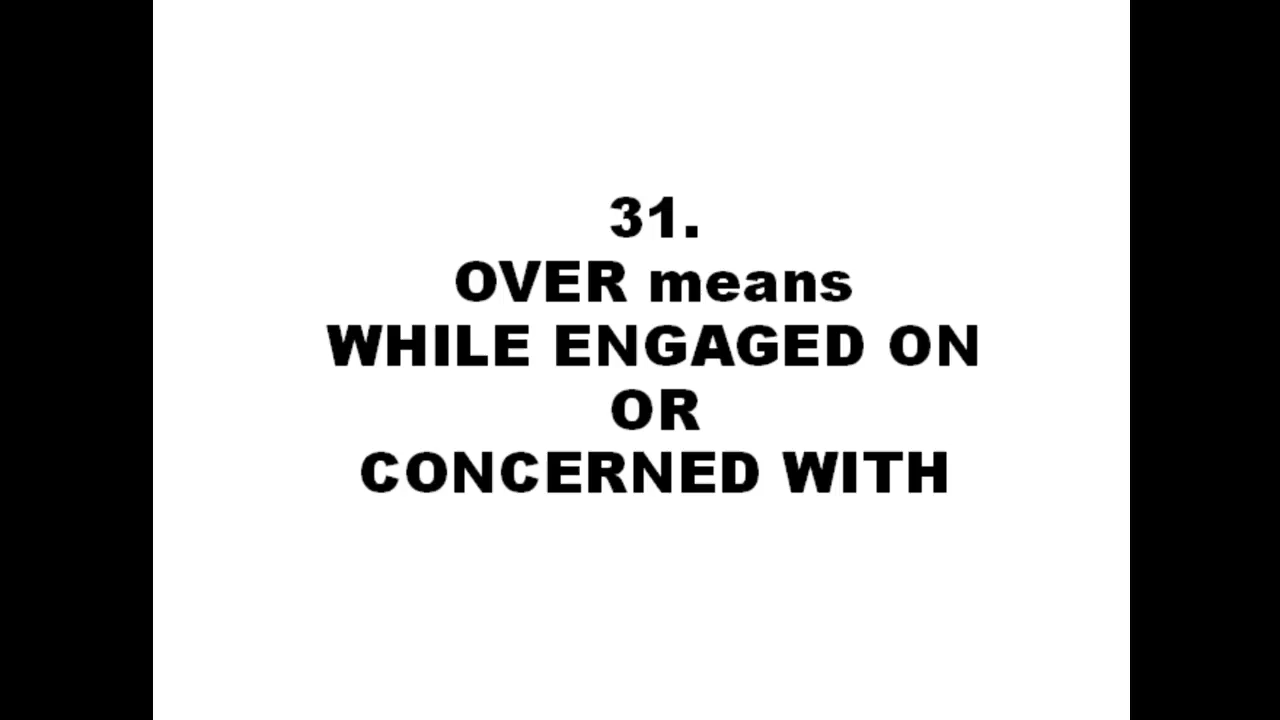 31.
OVER means
WHILE ENGAGED ON
OR
CONCERNED WITH